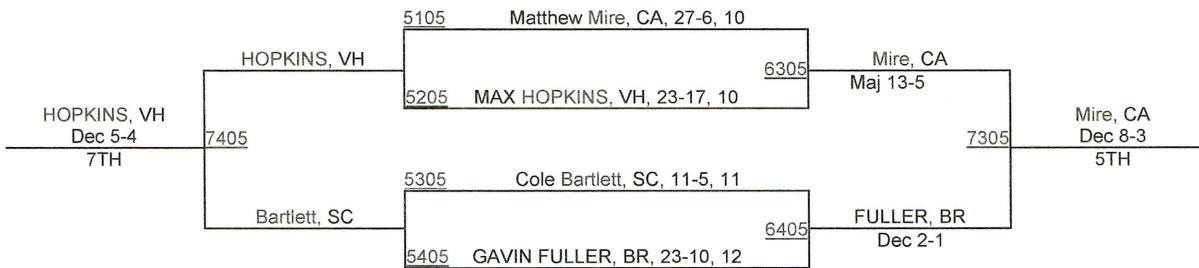 5105 Matthew Mire, CA, 27-6, 10
HOPKINS, VH
6305 Mire, CA
Maj 13-5
5205 MAX HOPKINS, VH, 23-17, 10
HOPKINS, VH
Dec 5-4
7TH
7405
7305
Mire, CA
Dec 8-3
5TH
5305 Cole Bartlett, SC, 11-5, 11
Bartlett, SC
6405 FULLER, BR
Dec 2-1
5405 GAVIN FULLER, BR, 23-10, 12